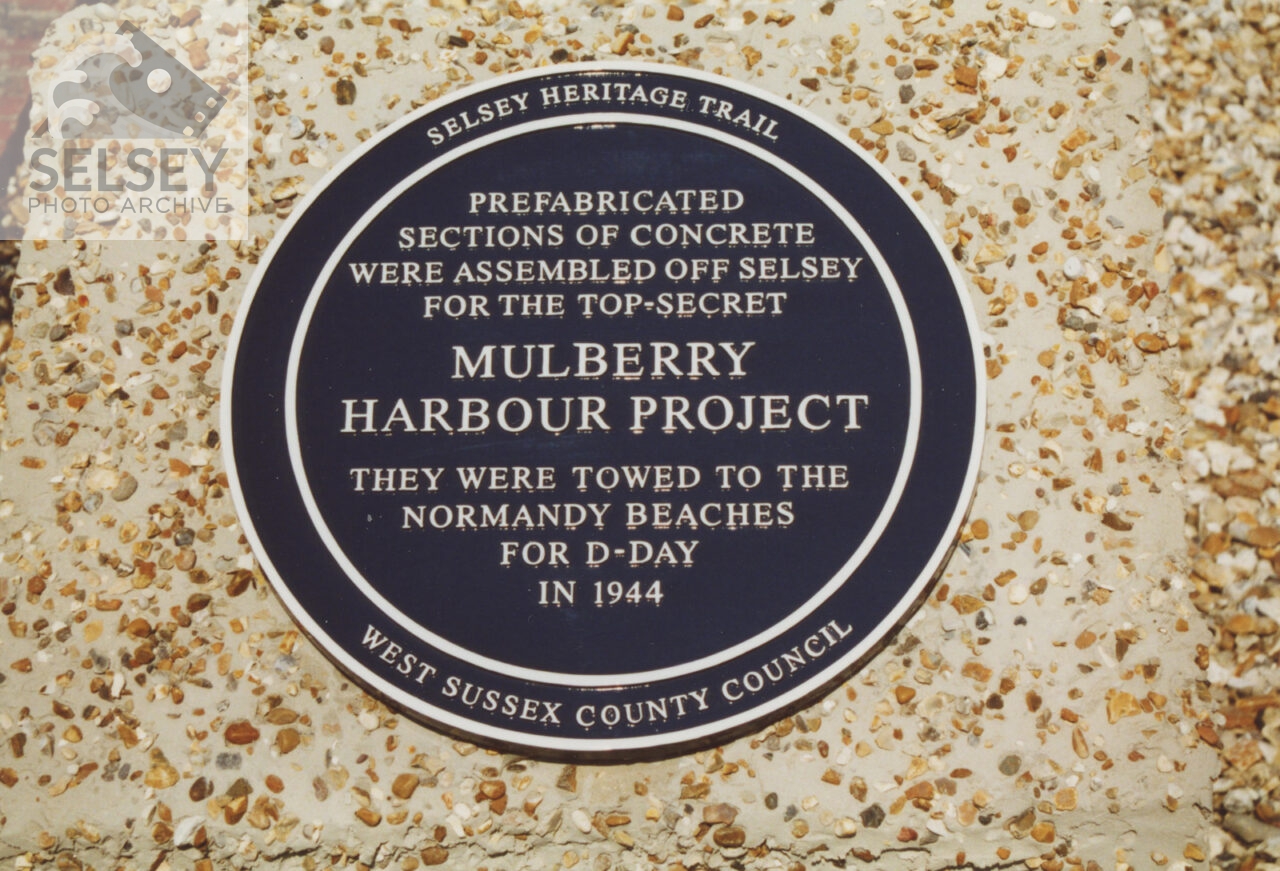 SELSEY
PHOTO ARCHIVE
SELSEY HERITAGE TRAIL
PREFABRICATED
SECTIONS OF CONCRETE
WERE ASSEMBLED OFF SELSEY
FOR THE TOP-SECRET
MULBERRY
HARBOUR PROJECT
THEY WERE TOWED TO THE
NORMANDY BEACHES
FOR D-DAY
IN 1944
WEST SUSSEX COUNTY COUNCIL